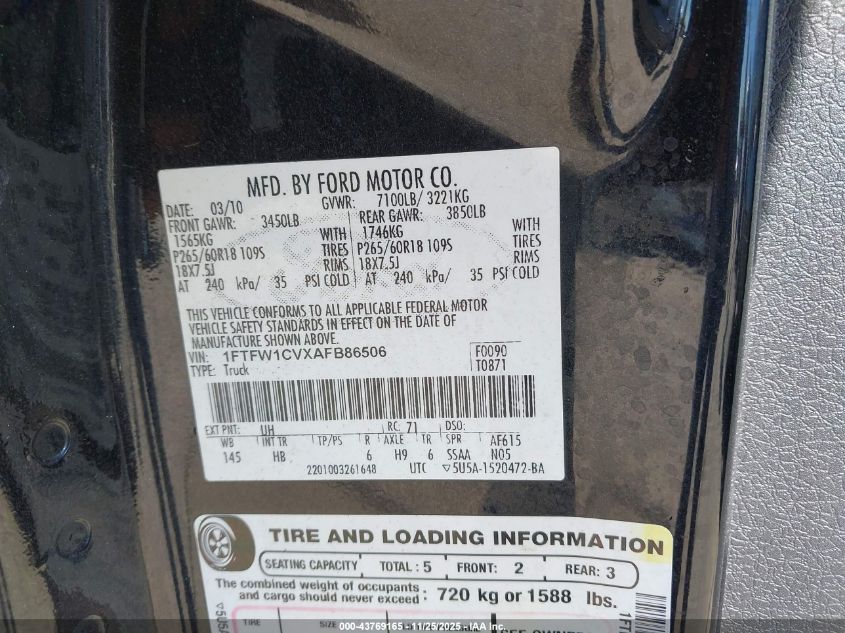 MFD. BY FORD MOTOR CO.
DATE: 03/10 GVWR: 7100LB/ 3221KG
FRONT GAWR: 3450LB REAR GAWR: 3850LB
1565KG WITH 1746KG WITH
P265/60R18 109S TIRES P265/60R18 109S TIRES
18X7.5J RIMS 18X7.5J RIMS
AT 240 kPa/ 35 PSI COLD AT 240 kPa/ 35 PSI COLD
THIS VEHICLE CONFORMS TO ALL APPLICABLE FEDERAL MOTOR
VEHICLE SAFETY STANDARDS IN EFFECT ON THE DATE OF
MANUFACTURE SHOWN ABOVE.
VIN: 1FTFW1CVXAFB86506 F0090
TYPE: Truck T0871
EXT PNT: UH RC: 71 DSO:
WB INT TR TP/PS R AXLE TR SPR AF615
145 HB 6 H9 6 SSAA N05
2201003261648 UTC ▽5U5A-1520472-BA
TIRE AND LOADING INFORMATION
SEATING CAPACITY TOTAL: 5 FRONT: 2 REAR: 3
The combined weight of occupants
and cargo should never exceed: 720 kg or 1588 lbs.
TIRE SIZE
SEE OWNER
1FT
No. 43769165 - 11/25/2025 - IAA Inc.